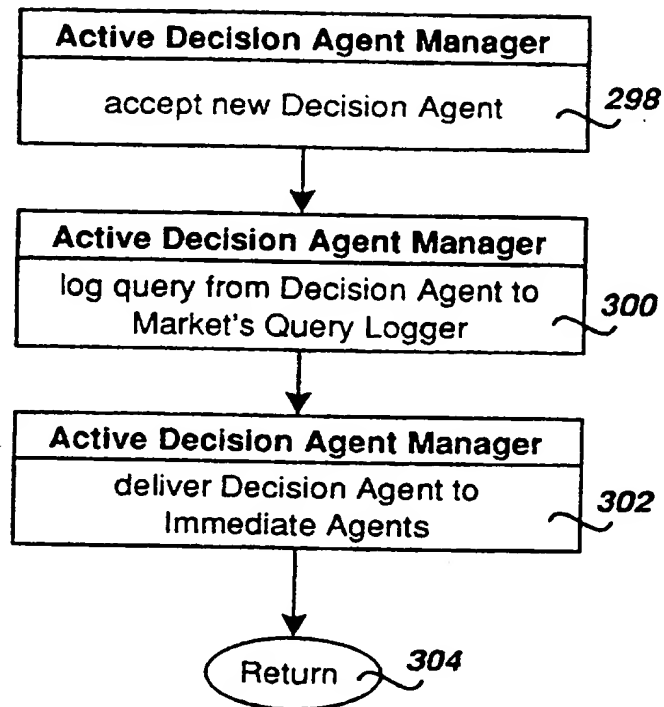 Active Decision Agent Manager
accept new Decision Agent
298
Active Decision Agent Manager
log query from Decision Agent to
Market's Query Logger
300
Active Decision Agent Manager
deliver Decision Agent to
Immediate Agents
302
Return
304